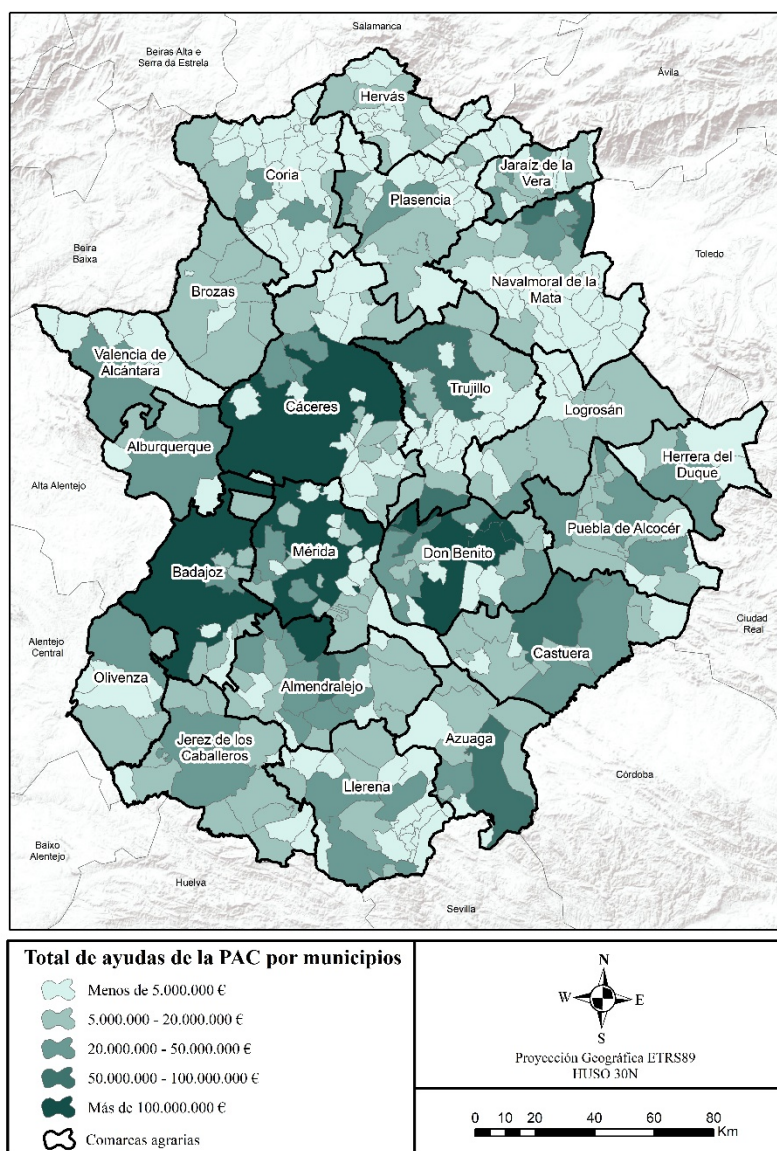 Salamanca
Beiras Alta e
Serra da Estrela
Ávila
Hervás
Coria
Jaraíz de la
Vera
Plasencia
Beira
Baixa
Toledo
Brozas
Navalmoral de la
Mata
Valencia de
Alcántara
Trujillo
Cáceres
Logrosán
Alburquerque
Herrera del
Duque
Alta Alentejo
Puebla de Alcocér
Mérida
Don Benito
Badajoz
Ciudad
Real
Alentejo
Central
Castuera
Olivenza
Almendralejo
Azuaga
Jerez de los
Caballeros
Llerena
Córdoba
Baixo
Alentejo
Huelva
Sevilla
Total de ayudas de la PAC por municipios
Menos de 5.000.000 €
5.000.000 - 20.000.000 €
20.000.000 - 50.000.000 €
50.000.000 - 100.000.000 €
Más de 100.000.000 €
Comarcas agrarias
N
W E
S
Proyección Geográfica ETRS89
HUSO 30N
0 10 20 40 60 80
Km